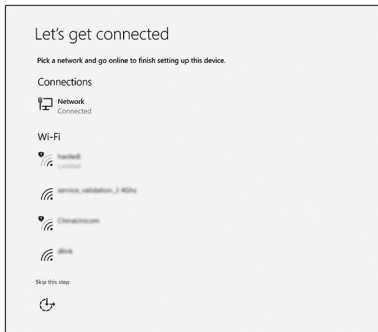 Let's get connected
Pick a network and go online to finish setting up this device.
Connections
Network
Connected
Wi-Fi
Limited
service_validation_2.4Ghz
ChinaUnicom
dlink
Skip this step